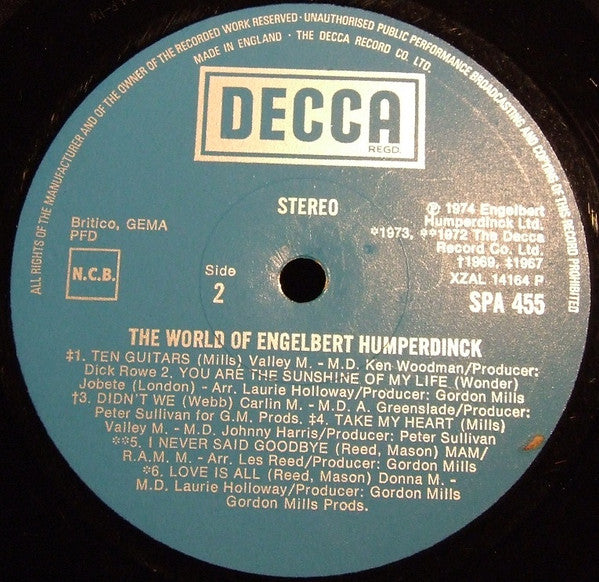 ALL RIGHTS OF THE MANUFACTURER AND OF THE OWNER OF THE RECORDED WORK RESERVED · UNAUTHORISED PUBLIC PERFORMANCE BROADCASTING AND COPYING OF THIS RECORD PROHIBITED
MADE IN ENGLAND · THE DECCA RECORD CO. LTD.
DECCA
REGD.
STEREO
Britico, GEMA
PFD
N.C.B.
Side
2
℗ 1974 Engelbert
Humperdinck Ltd.
*1973, **1972 The Decca
Record Co. Ltd.
†1969, ‡1967
XZAL 14164 P
SPA 455
THE WORLD OF ENGELBERT HUMPERDINCK
‡1. TEN GUITARS (Mills) Valley M. - M.D. Ken Woodman/Producer:
Dick Rowe 2. YOU ARE THE SUNSHINE OF MY LIFE (Wonder)
Jobete (London) - Arr. Laurie Holloway/Producer: Gordon Mills
†3. DIDN'T WE (Webb) Carlin M. - M.D. A. Greenslade/Producer:
Peter Sullivan for G.M. Prods. ‡4. TAKE MY HEART (Mills)
Valley M. - M.D. Johnny Harris/Producer: Peter Sullivan
**5. I NEVER SAID GOODBYE (Reed, Mason) MAM/
R.A.M. M. - Arr. Les Reed/Producer: Gordon Mills
*6. LOVE IS ALL (Reed, Mason) Donna M. -
M.D. Laurie Holloway/Producer: Gordon Mills
Gordon Mills Prods.